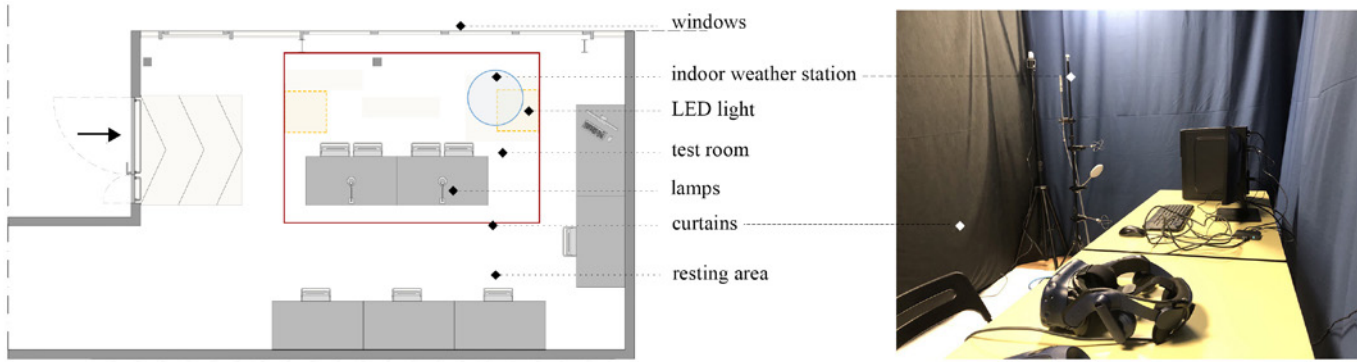 windows
indoor weather station
LED light
test room
lamps
curtains
resting area